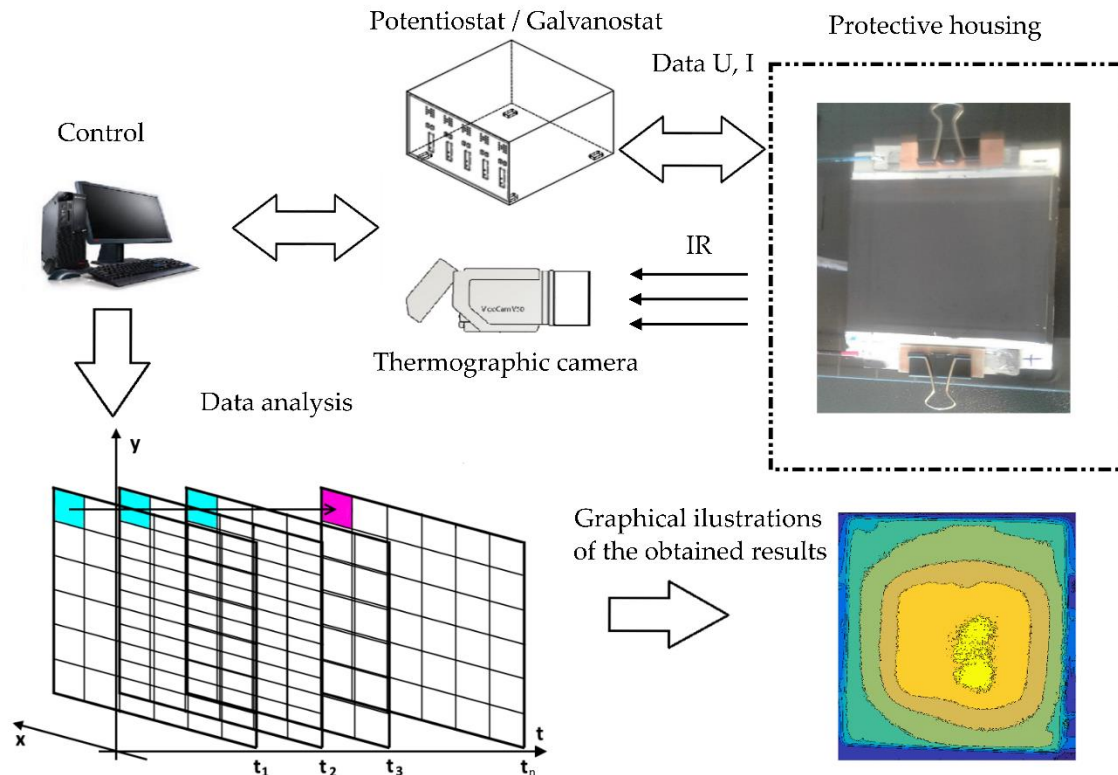 Potentiostat / Galvanostat
Protective housing
Data U, I
Control
IR
Thermographic camera
Data analysis
y
Graphical ilustrations
of the obtained results
x
t
t₁ t₂ t₃ tₙ